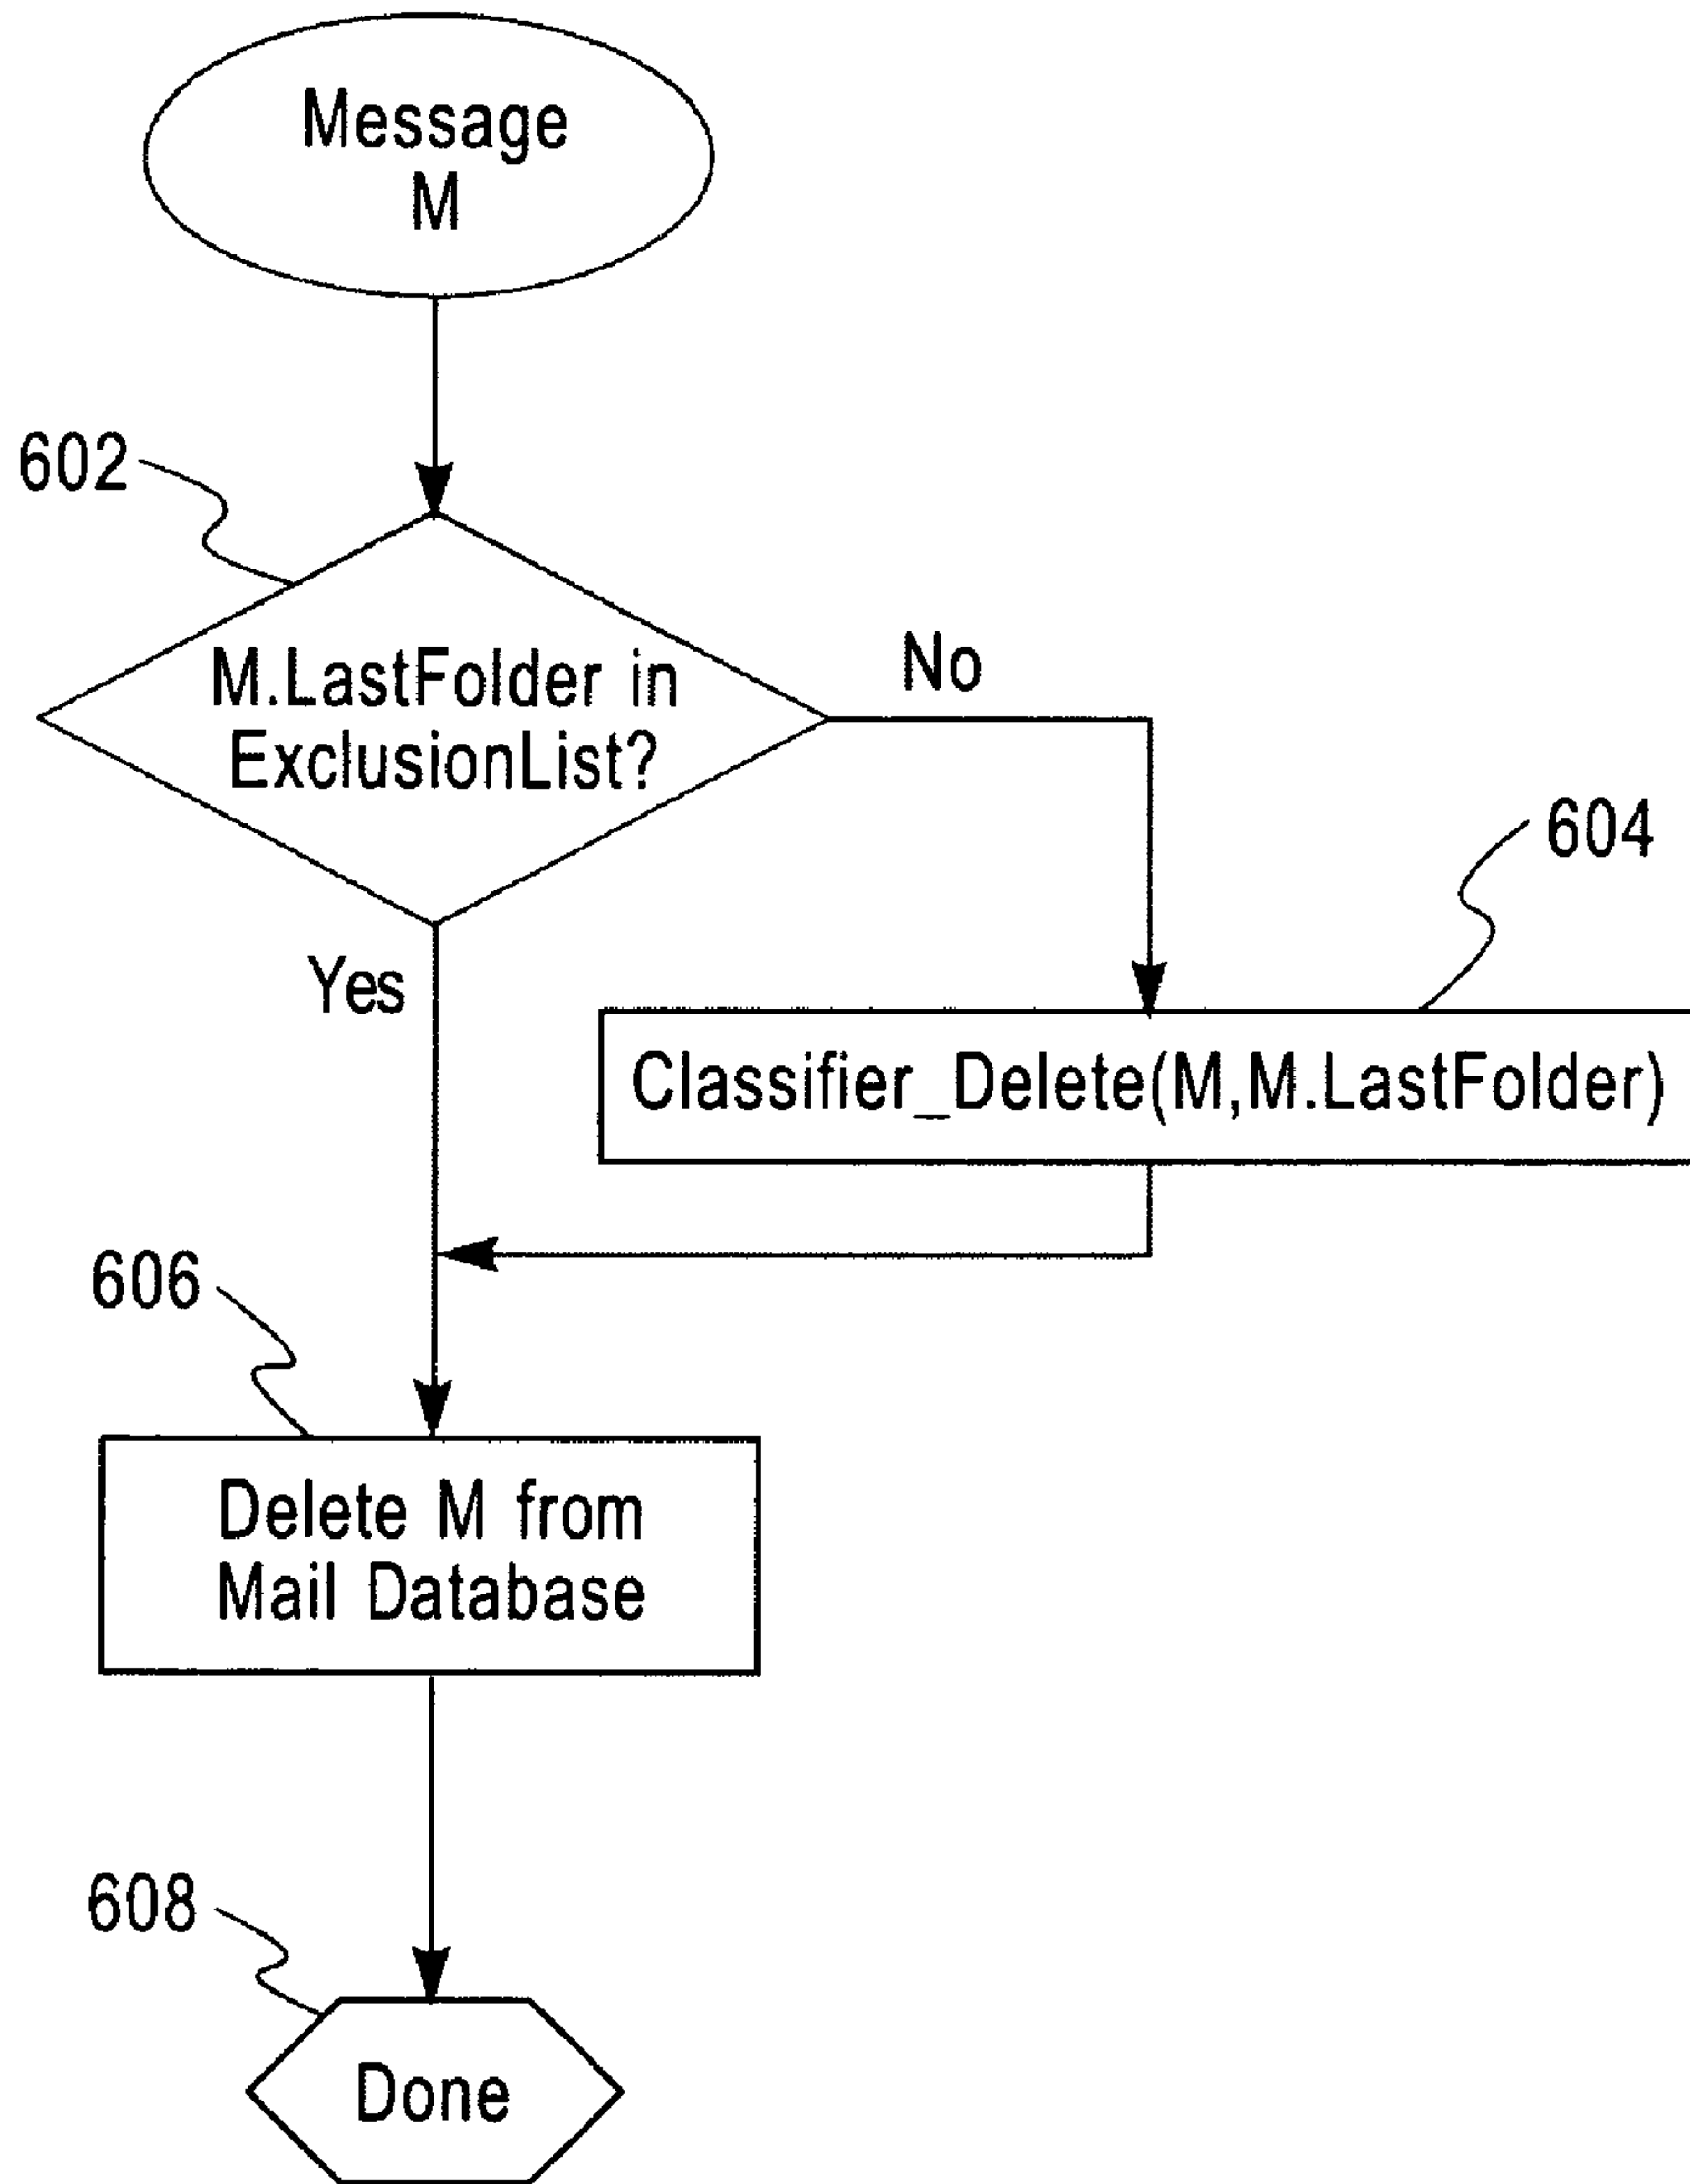 Message
M
602
M.LastFolder in
ExclusionList?
No
Yes
604
Classifier_Delete(M,M.LastFolder)
606
Delete M from
Mail Database
608
Done